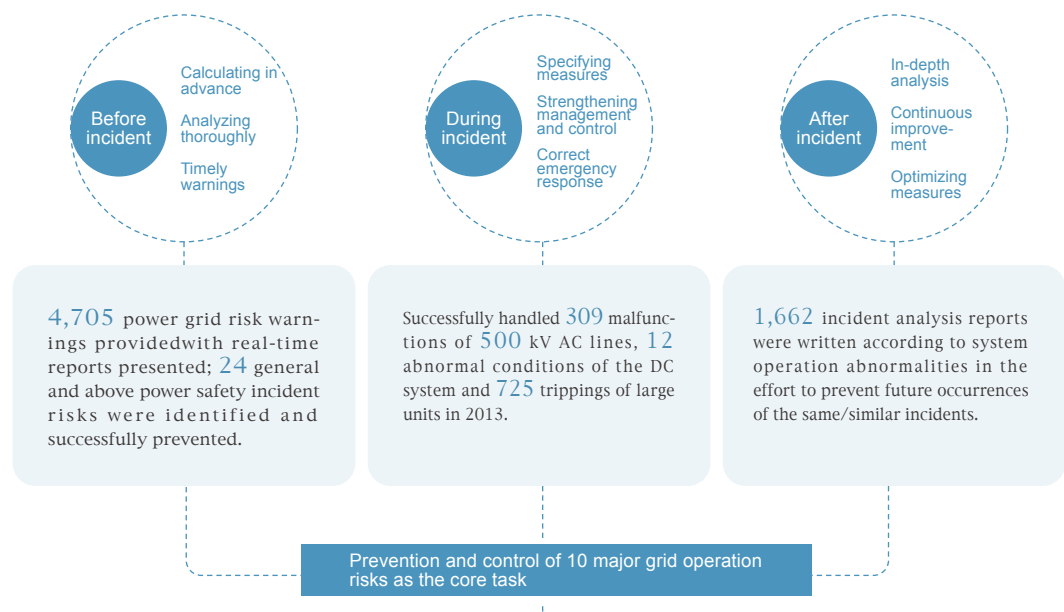 Before
incident
Calculating in
advance
Analyzing
thoroughly
Timely
warnings
4,705 power grid risk warn-
ings providedwith real-time
reports presented; 24 general
and above power safety incident
risks were identified and
successfully prevented.
During
incident
Specifying
measures
Strengthening
management
and control
Correct
emergency
response
Successfully handled 309 malfunc-
tions of 500 kV AC lines, 12
abnormal conditions of the DC
system and 725 trippings of large
units in 2013.
After
incident
In-depth
analysis
Continuous
improve-
ment
Optimizing
measures
1,662 incident analysis reports
were written according to system
operation abnormalities in the
effort to prevent future occurrences
of the same/similar incidents.
Prevention and control of 10 major grid operation
risks as the core task